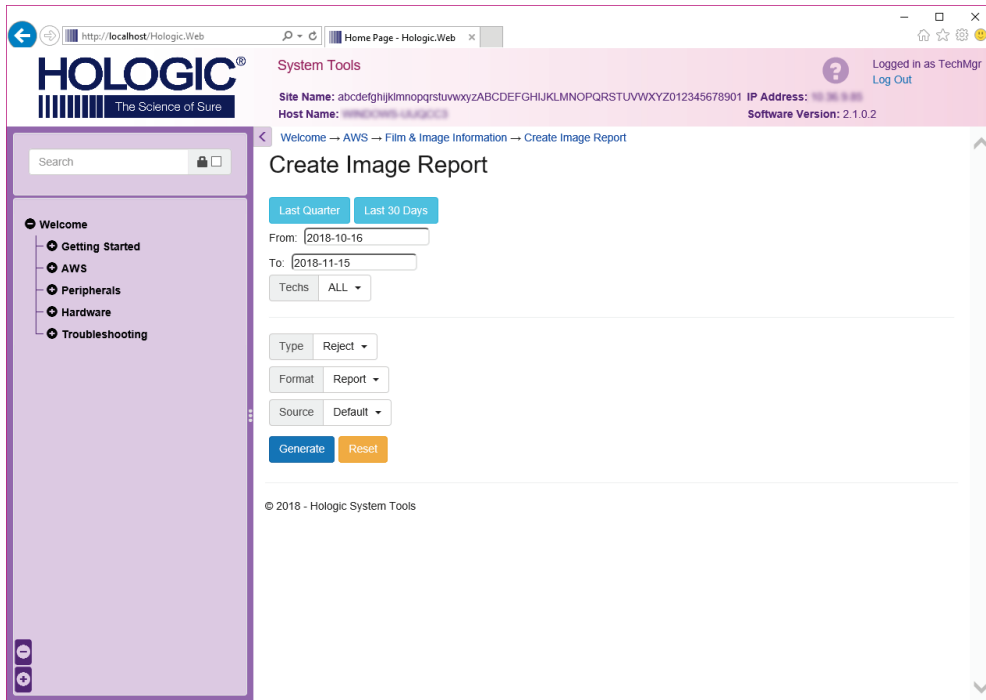 http://localhost/Hologic.Web
Home Page - Hologic.Web
HOLOGIC®
The Science of Sure
System Tools
Logged in as TechMgr
Log Out
Site Name: abcdefghijklmnopqrstuvwxyzABCDEFGHIJKLMNOPQRSTUVWXYZ012345678901 IP Address:
Host Name:
Software Version: 2.1.0.2
Search
Welcome → AWS → Film & Image Information → Create Image Report
Welcome
Getting Started
AWS
Peripherals
Hardware
Troubleshooting
Create Image Report
Last Quarter Last 30 Days
From: 2018-10-16
To: 2018-11-15
Techs ALL
Type Reject
Format Report
Source Default
Generate Reset
© 2018 - Hologic System Tools